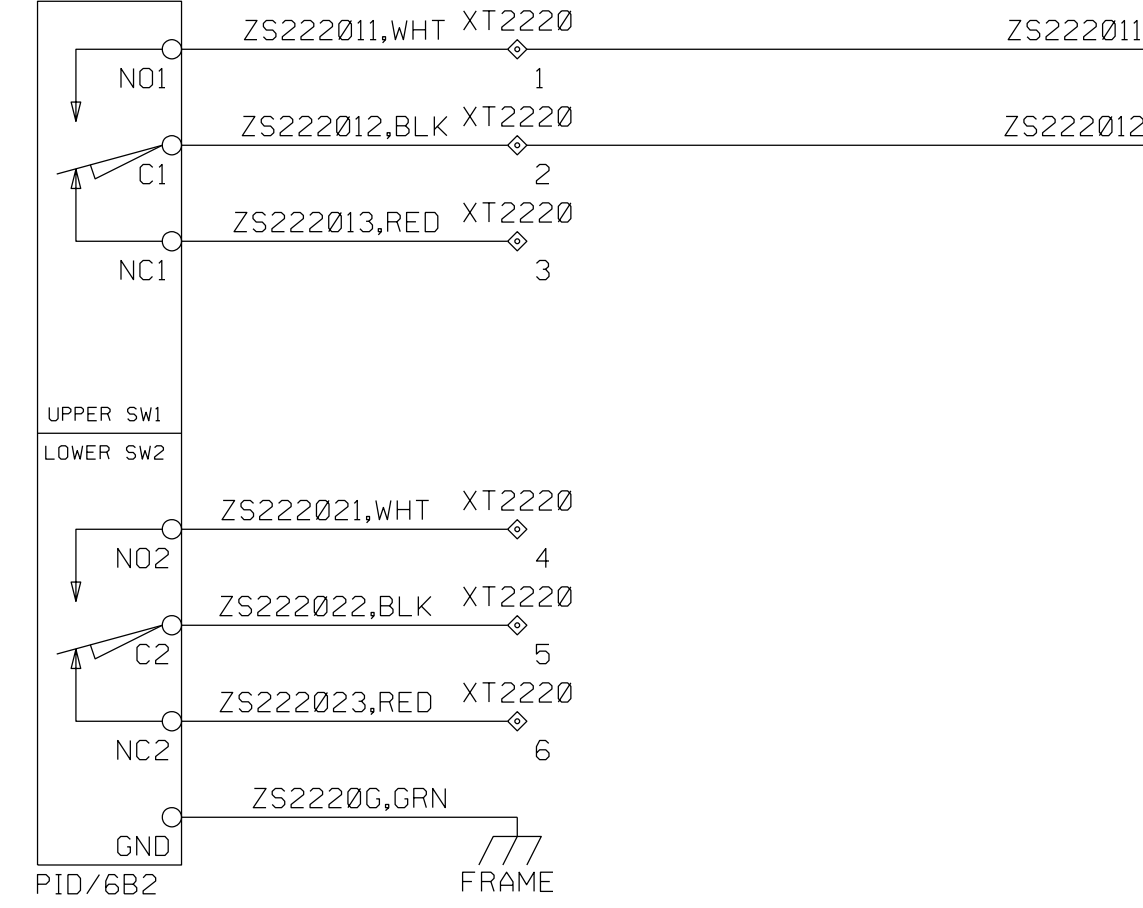 ZS222011,WHT XT2220 ZS222011
NO1 1
ZS222012,BLK XT2220 ZS222012
C1 2
ZS222013,RED XT2220
NC1 3
UPPER SW1
LOWER SW2
ZS222021,WHT XT2220
NO2 4
ZS222022,BLK XT2220
C2 5
ZS222023,RED XT2220
NC2 6
ZS2220G,GRN
GND
FRAME
PID/6B2